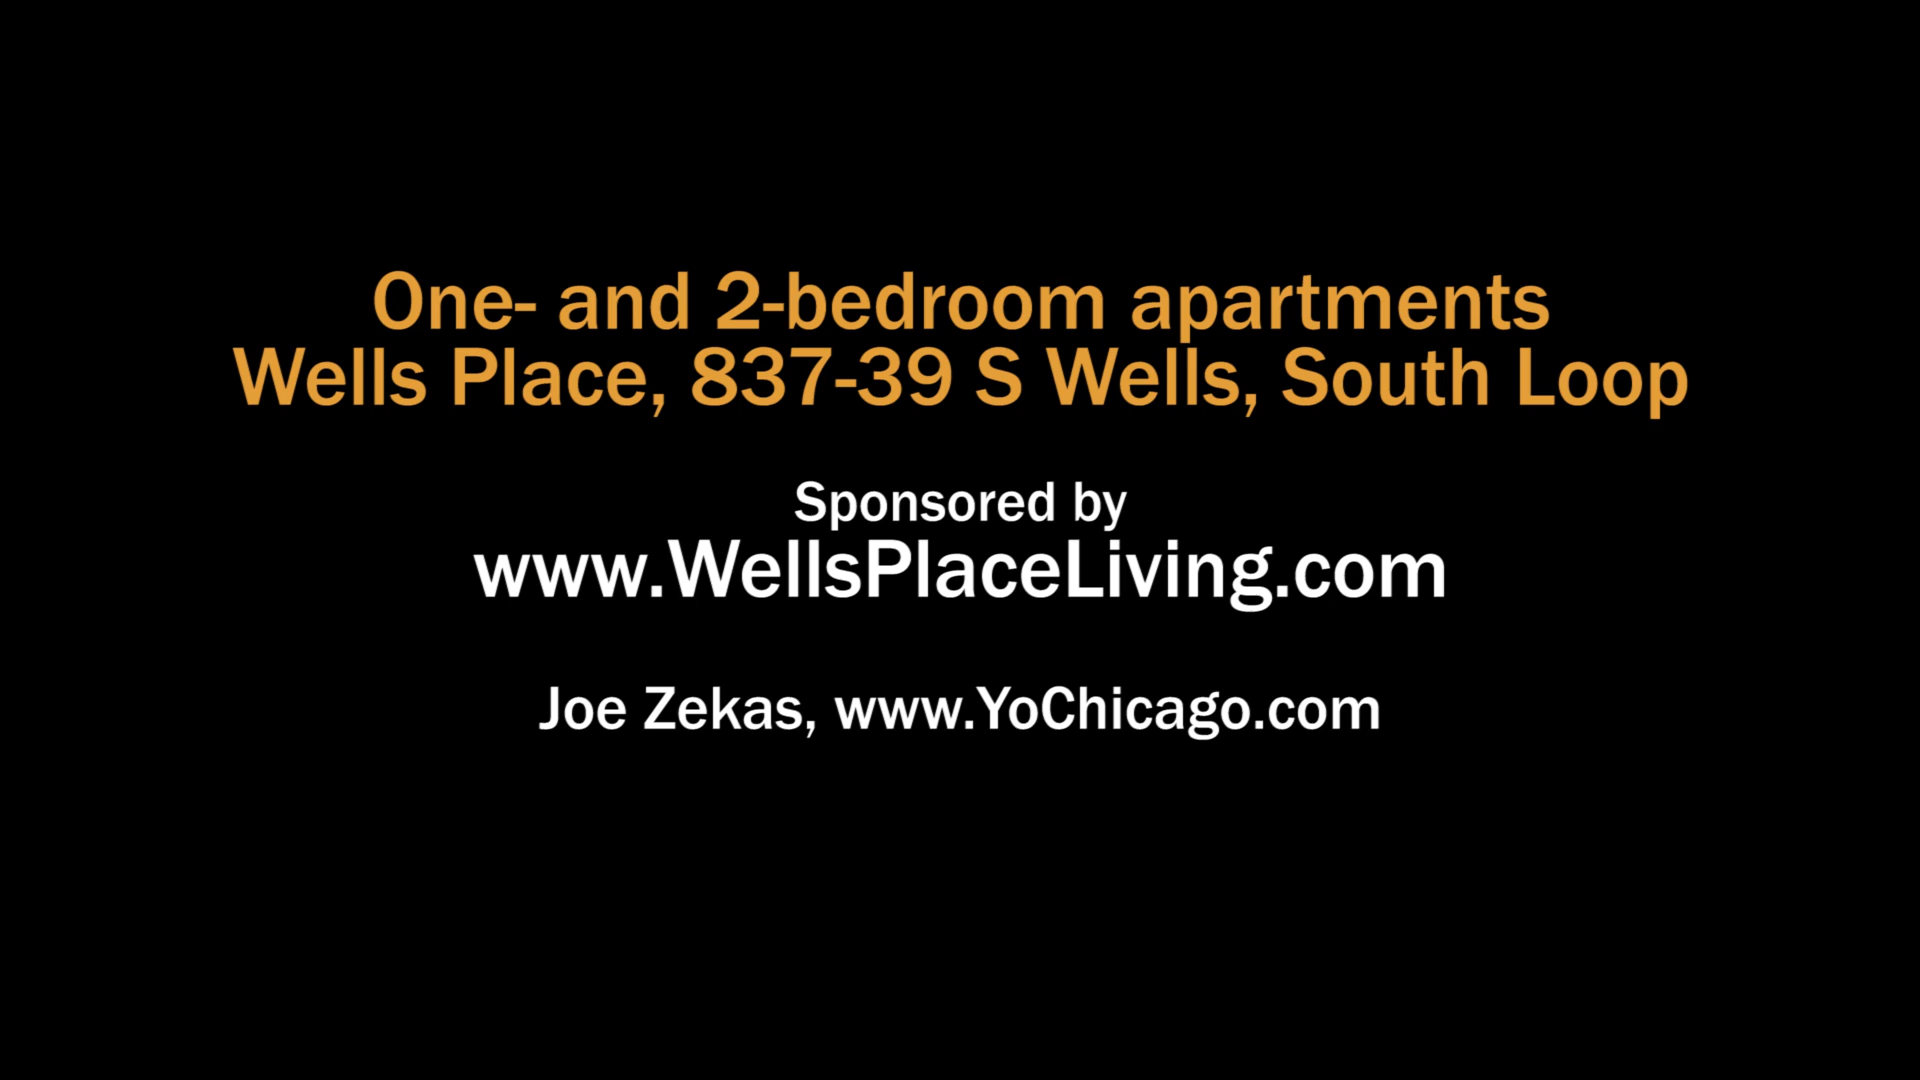 One- and 2-bedroom apartments
Wells Place, 837-39 S Wells, South Loop
Sponsored by
www.WellsPlaceLiving.com
Joe Zekas, www.YoChicago.com